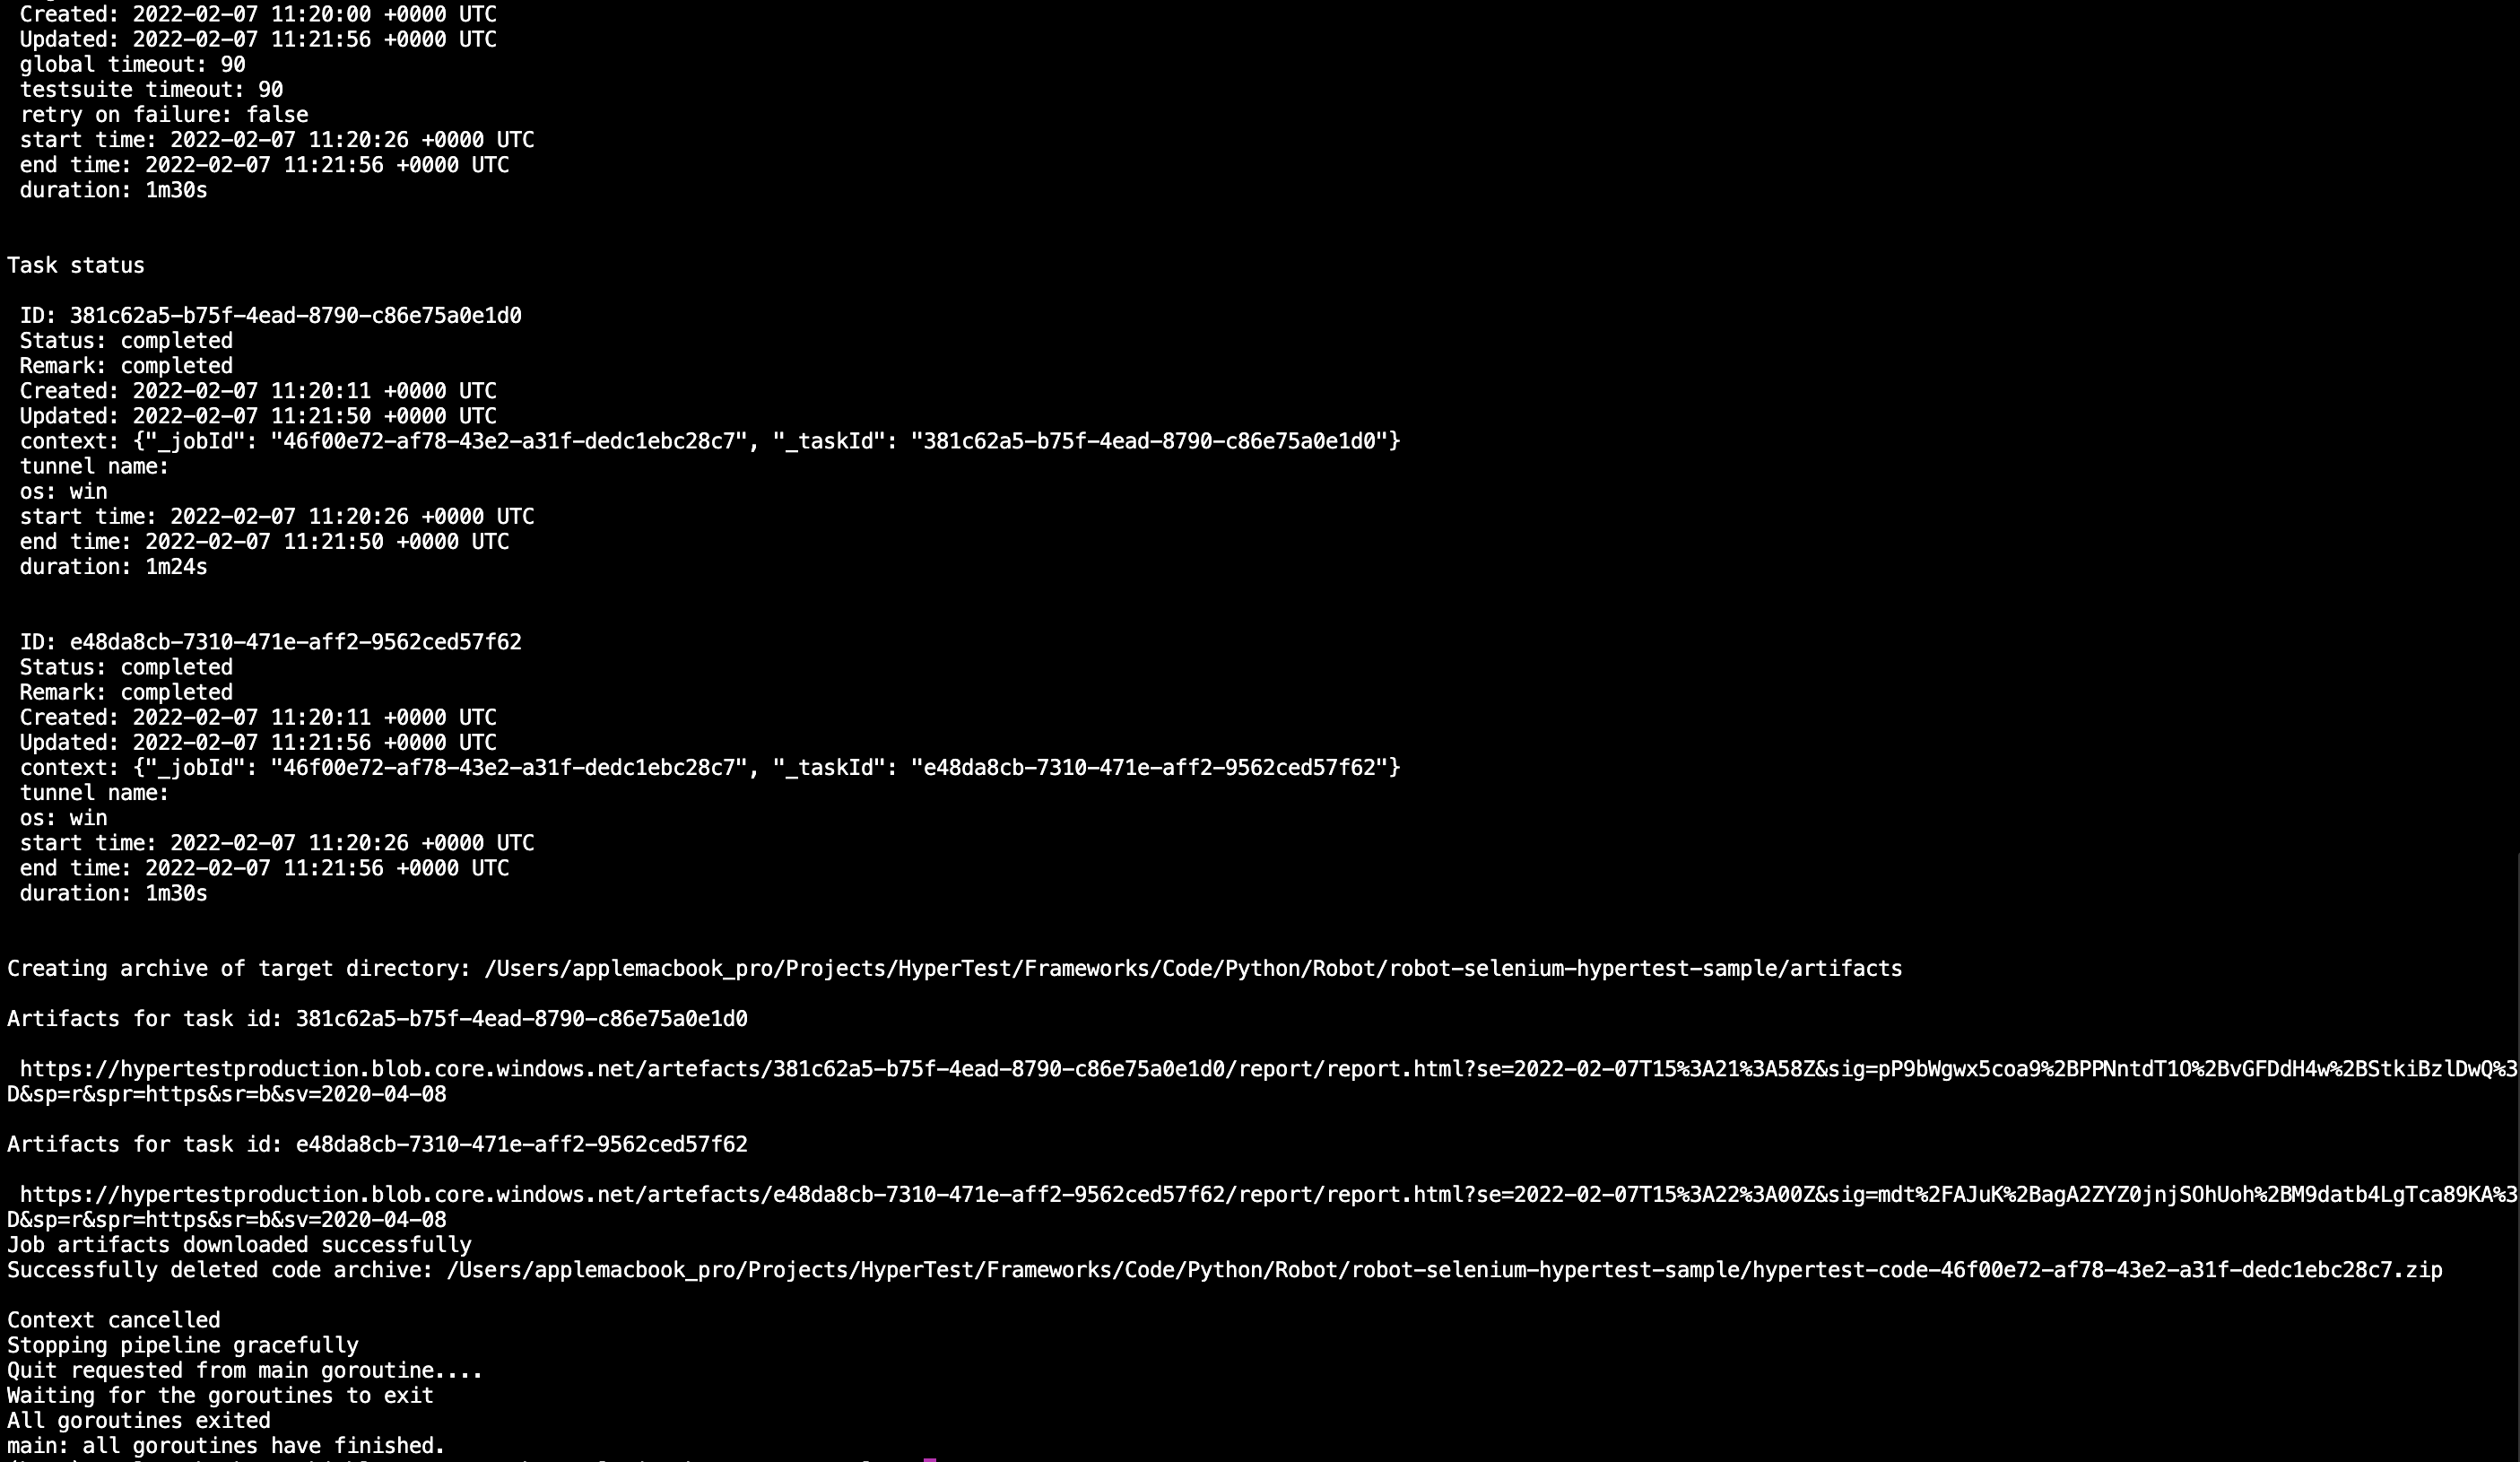 Created: 2022-02-07 11:20:00 +0000 UTC
Updated: 2022-02-07 11:21:56 +0000 UTC
global timeout: 90
testsuite timeout: 90
retry on failure: false
start time: 2022-02-07 11:20:26 +0000 UTC
end time: 2022-02-07 11:21:56 +0000 UTC
duration: 1m30s
Task status
ID: 381c62a5-b75f-4ead-8790-c86e75a0e1d0
Status: completed
Remark: completed
Created: 2022-02-07 11:20:11 +0000 UTC
Updated: 2022-02-07 11:21:50 +0000 UTC
context: {"_jobId": "46f00e72-af78-43e2-a31f-dedc1ebc28c7", "_taskId": "381c62a5-b75f-4ead-8790-c86e75a0e1d0"}
tunnel name:
os: win
start time: 2022-02-07 11:20:26 +0000 UTC
end time: 2022-02-07 11:21:50 +0000 UTC
duration: 1m24s
ID: e48da8cb-7310-471e-aff2-9562ced57f62
Status: completed
Remark: completed
Created: 2022-02-07 11:20:11 +0000 UTC
Updated: 2022-02-07 11:21:56 +0000 UTC
context: {"_jobId": "46f00e72-af78-43e2-a31f-dedc1ebc28c7", "_taskId": "e48da8cb-7310-471e-aff2-9562ced57f62"}
tunnel name:
os: win
start time: 2022-02-07 11:20:26 +0000 UTC
end time: 2022-02-07 11:21:56 +0000 UTC
duration: 1m30s
Creating archive of target directory: /Users/applemacbook_pro/Projects/HyperTest/Frameworks/Code/Python/Robot/robot-selenium-hypertest-sample/artifacts
Artifacts for task id: 381c62a5-b75f-4ead-8790-c86e75a0e1d0
https://hypertestproduction.blob.core.windows.net/artefacts/381c62a5-b75f-4ead-8790-c86e75a0e1d0/report/report.html?se=2022-02-07T15%3A21%3A58Z&sig=pP9bWgwx5coa9%2BPPNntdT1O%2BvGFDdH4w%2BStkiBzlDwQ%3
D&sp=r&spr=https&sr=b&sv=2020-04-08
Artifacts for task id: e48da8cb-7310-471e-aff2-9562ced57f62
https://hypertestproduction.blob.core.windows.net/artefacts/e48da8cb-7310-471e-aff2-9562ced57f62/report/report.html?se=2022-02-07T15%3A22%3A00Z&sig=mdt%2FAJuK%2BagA2ZYZ0jnjSOhUoh%2BM9datb4LgTca89KA%3
D&sp=r&spr=https&sr=b&sv=2020-04-08
Job artifacts downloaded successfully
Successfully deleted code archive: /Users/applemacbook_pro/Projects/HyperTest/Frameworks/Code/Python/Robot/robot-selenium-hypertest-sample/hypertest-code-46f00e72-af78-43e2-a31f-dedc1ebc28c7.zip
Context cancelled
Stopping pipeline gracefully
Quit requested from main goroutine....
Waiting for the goroutines to exit
All goroutines exited
main: all goroutines have finished.